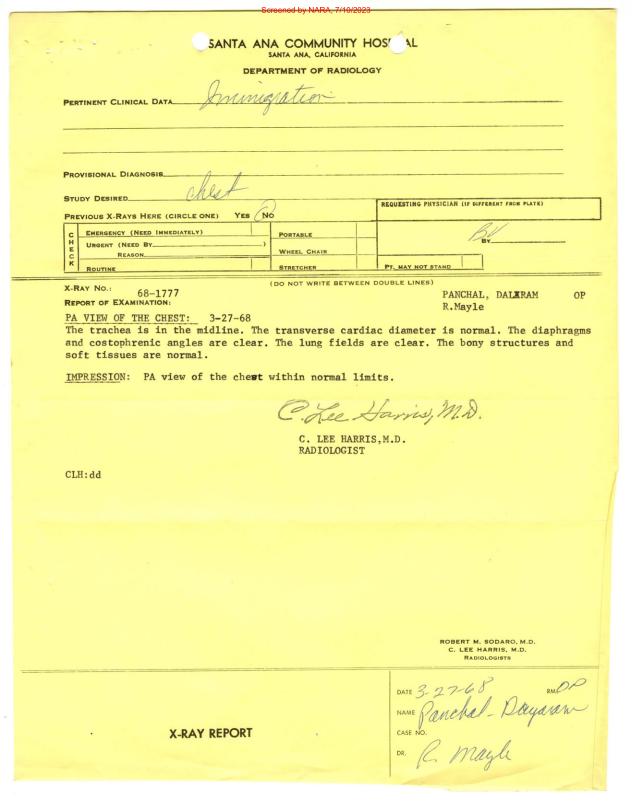 Screened by NARA, 7/10/2023
SANTA ANA COMMUNITY HOS AL
SANTA ANA, CALIFORNIA
DEPARTMENT OF RADIOLOGY
PERTINENT CLINICAL DATA Immigration
PROVISIONAL DIAGNOSIS
STUDY DESIRED chest
PREVIOUS X-RAYS HERE (CIRCLE ONE) YES NO
REQUESTING PHYSICIAN (IF DIFFERENT FROM PLATE)
CHECK
EMERGENCY (NEED IMMEDIATELY) PORTABLE
URGENT (NEED BY ) BY
REASON WHEEL CHAIR
ROUTINE STRETCHER PT. MAY NOT STAND
(DO NOT WRITE BETWEEN DOUBLE LINES)
X-RAY NO.: 68-1777 PANCHAL, DALXRAM OP
REPORT OF EXAMINATION: R.Mayle
PA VIEW OF THE CHEST: 3-27-68
The trachea is in the midline. The transverse cardiac diameter is normal. The diaphragms
and costophrenic angles are clear. The lung fields are clear. The bony structures and
soft tissues are normal.
IMPRESSION: PA view of the chest within normal limits.
C. Lee Harris, M.D.
C. LEE HARRIS,M.D.
RADIOLOGIST
CLH:dd
ROBERT M. SODARO, M.D.
C. LEE HARRIS, M.D.
RADIOLOGISTS
X-RAY REPORT
DATE 3-27-68 RM. OP
NAME Panchal - Dayaram
CASE NO.
DR. R. Mayle